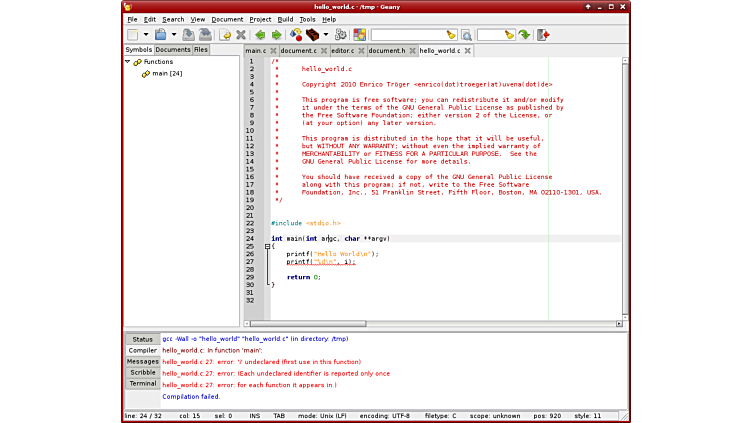 hello_world.c - /tmp - Geany
File Edit Search View Document Project Build Tools Help
Symbols Documents Files
main.c document.c editor.c document.h hello_world.c
Functions
main [24]
1 /*
2 * hello_world.c
3 *
4 * Copyright 2010 Enrico Tröger <enrico(dot)troeger(at)uvena(dot)de>
5 *
6 * This program is free software; you can redistribute it and/or modify
7 * it under the terms of the GNU General Public License as published by
8 * the Free Software Foundation; either version 2 of the License, or
9 * (at your option) any later version.
10 *
11 * This program is distributed in the hope that it will be useful,
12 * but WITHOUT ANY WARRANTY; without even the implied warranty of
13 * MERCHANTABILITY or FITNESS FOR A PARTICULAR PURPOSE. See the
14 * GNU General Public License for more details.
15 *
16 * You should have received a copy of the GNU General Public License
17 * along with this program; if not, write to the Free Software
18 * Foundation, Inc., 51 Franklin Street, Fifth Floor, Boston, MA 02110-1301, USA.
19 */
20
21
22 #include <stdio.h>
23
24 int main(int argc, char **argv)
25 {
26 printf("Hello World\n");
27 printf("%d\n", i);
28
29 return 0;
30 }
31
32
Status
Compiler
Messages
Scribble
Terminal
gcc -Wall -o "hello_world" "hello_world.c" (in directory: /tmp)
hello_world.c: In function 'main':
hello_world.c:27: error: 'i' undeclared (first use in this function)
hello_world.c:27: error: (Each undeclared identifier is reported only once
hello_world.c:27: error: for each function it appears in.)
Compilation failed.
line: 24 / 32 col: 15 sel: 0 INS TAB mode: Unix (LF) encoding: UTF-8 filetype: C scope: unknown pos: 920 style: 11